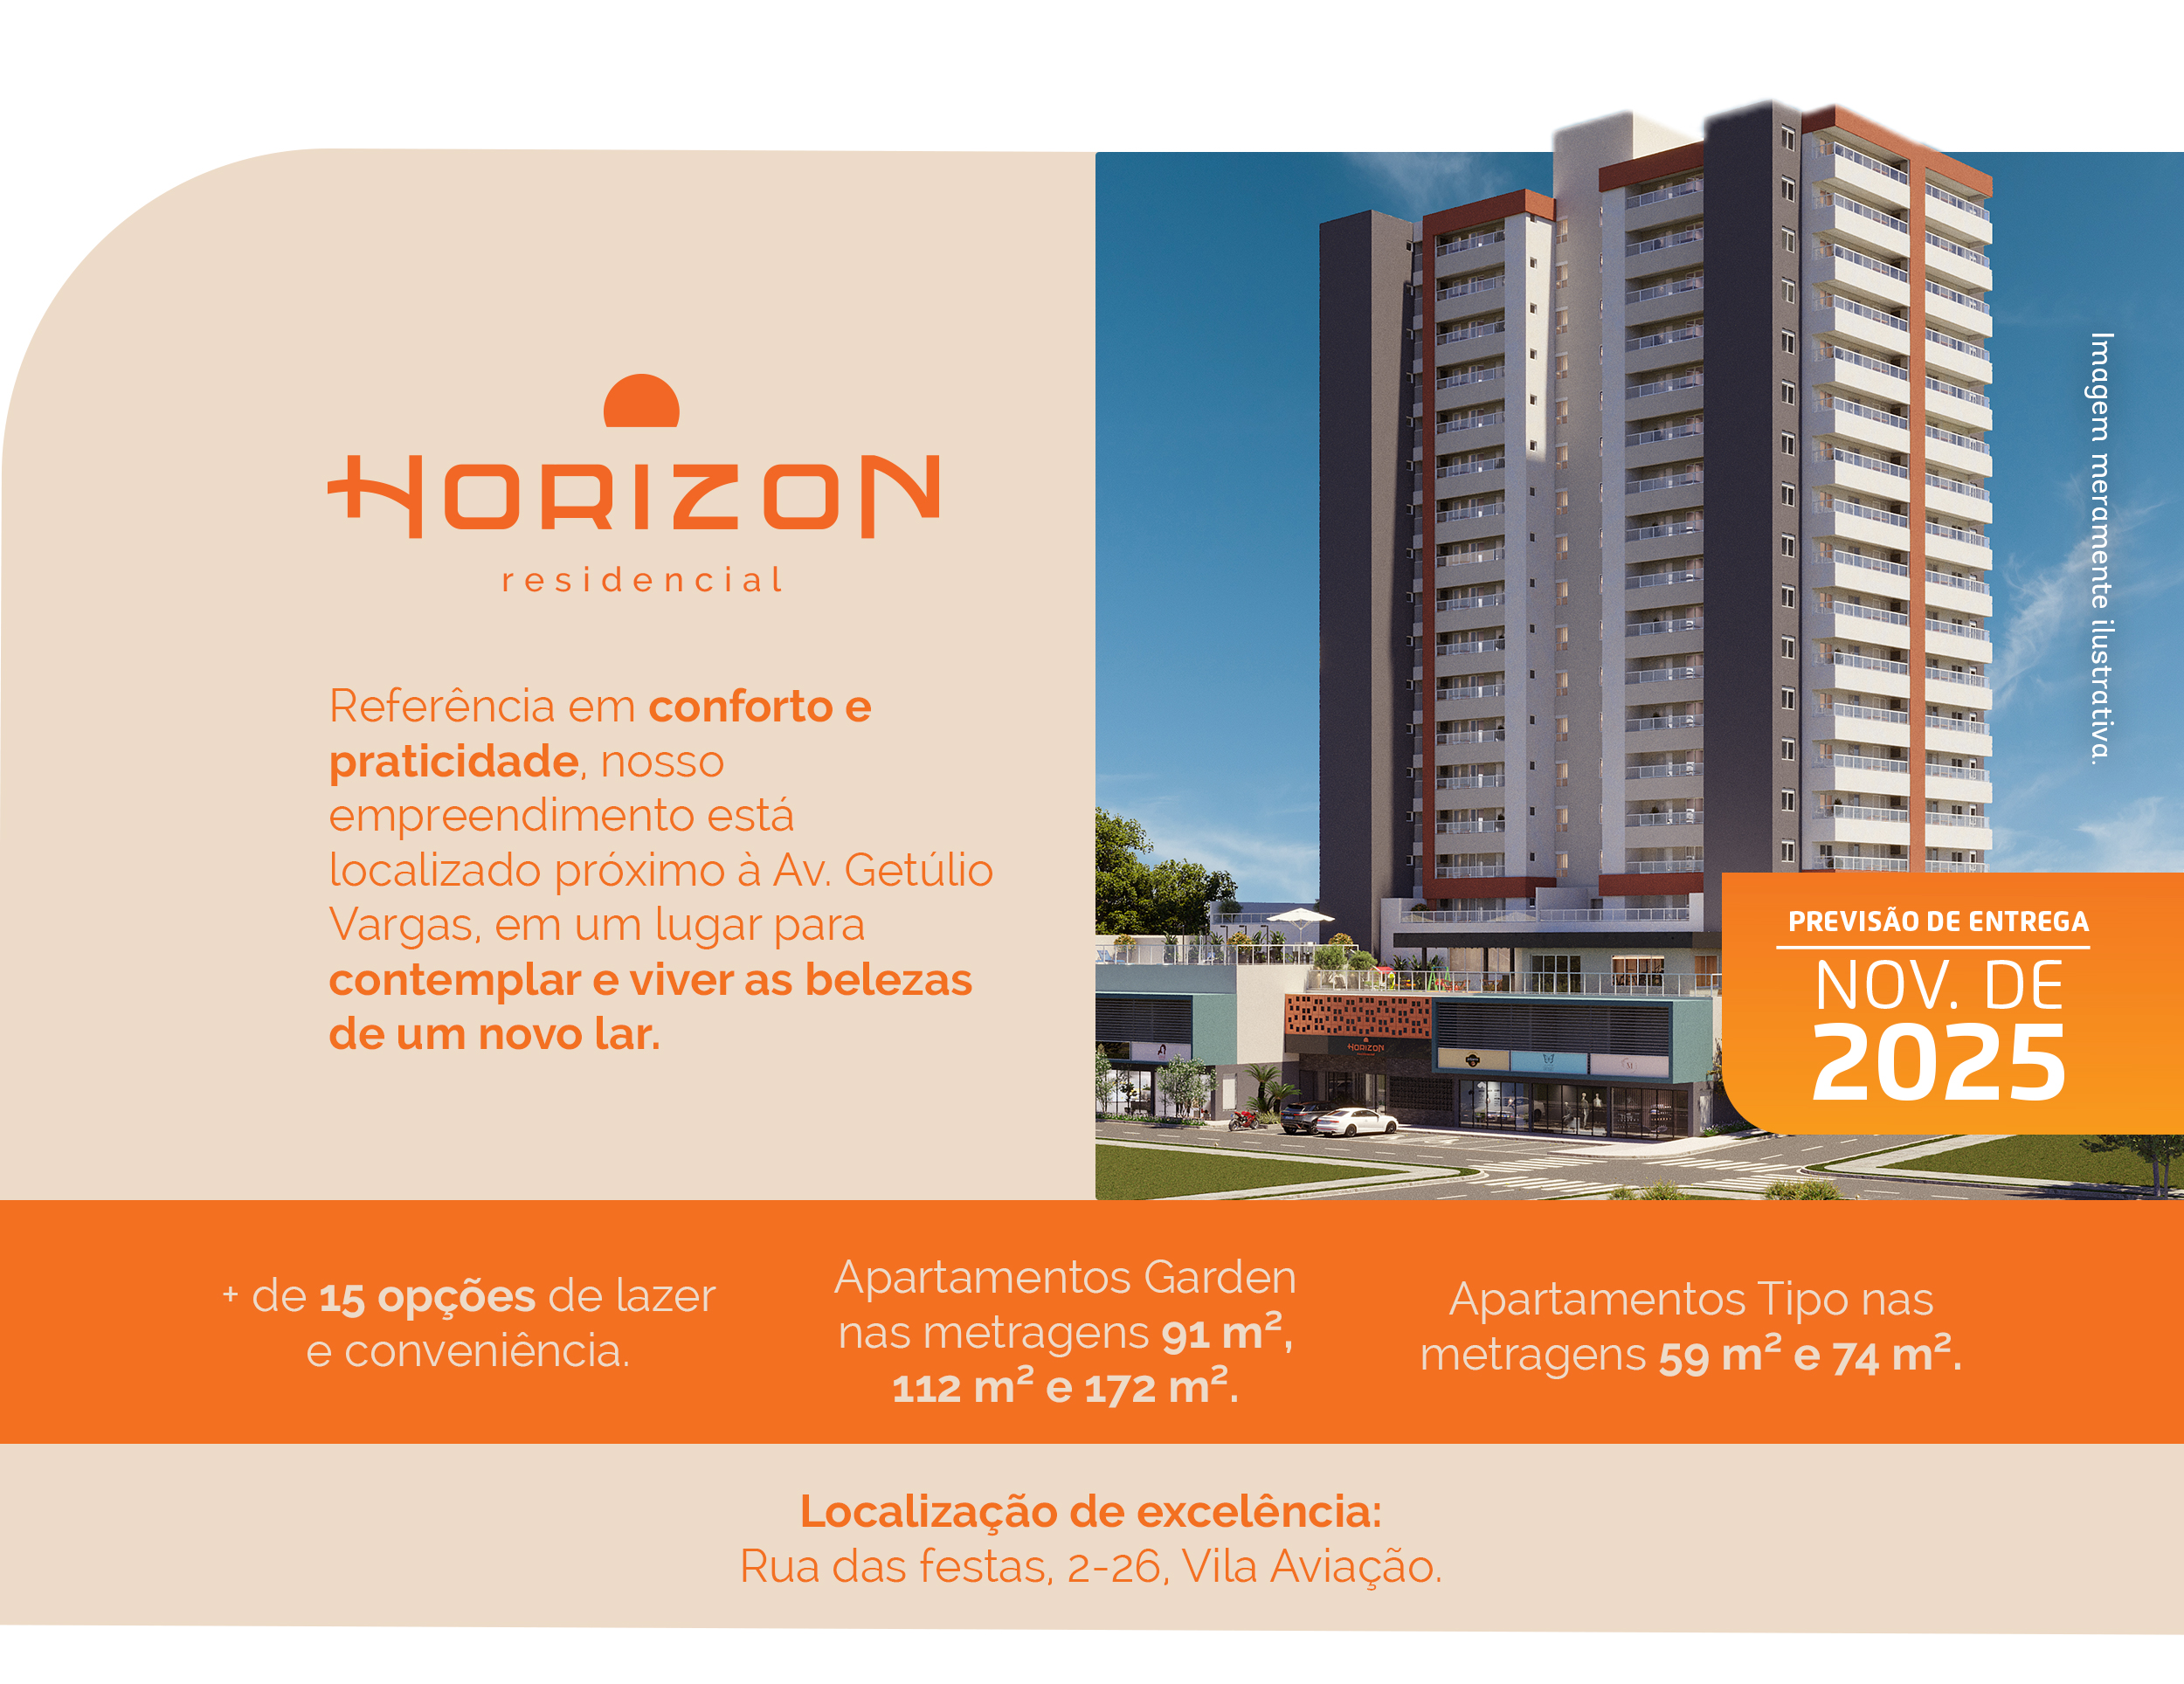 HORIZON
residencial
Referência em conforto e
praticidade, nosso
empreendimento está
localizado próximo à Av. Getúlio
Vargas, em um lugar para
contemplar e viver as belezas
de um novo lar.
Imagem meramente ilustrativa.
HORIZON
PREVISÃO DE ENTREGA
NOV. DE
2025
+ de 15 opções de lazer
e conveniência.
Apartamentos Garden
nas metragens 91 m²,
112 m² e 172 m².
Apartamentos Tipo nas
metragens 59 m² e 74 m².
Localização de excelência:
Rua das festas, 2-26, Vila Aviação.